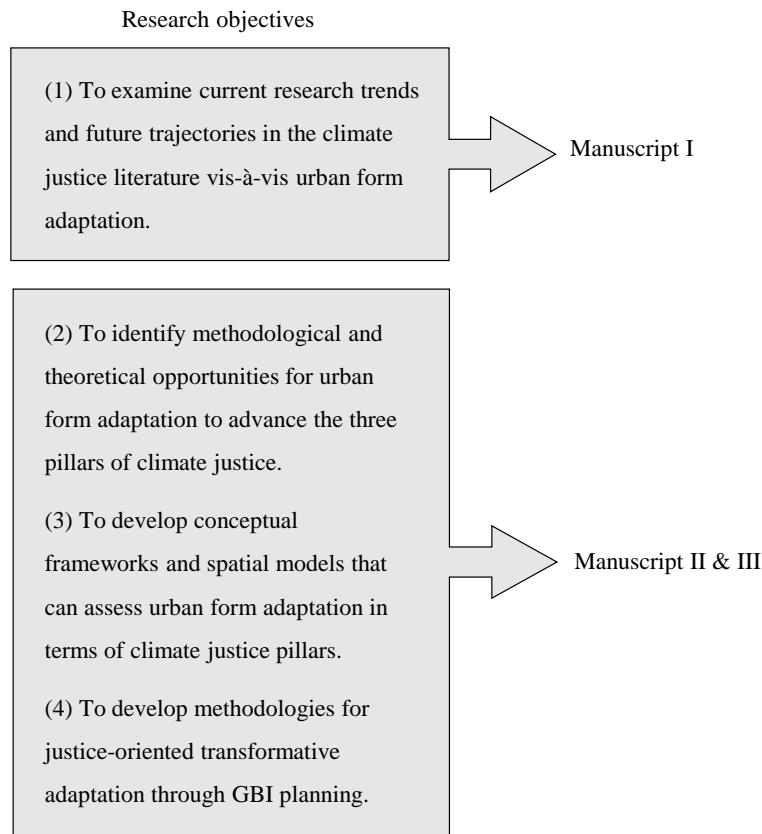 Research objectives
(1) To examine current research trends
and future trajectories in the climate
justice literature vis-à-vis urban form
adaptation.
Manuscript I
(2) To identify methodological and
theoretical opportunities for urban
form adaptation to advance the three
pillars of climate justice.
(3) To develop conceptual
frameworks and spatial models that
can assess urban form adaptation in
terms of climate justice pillars.
(4) To develop methodologies for
justice-oriented transformative
adaptation through GBI planning.
Manuscript II & III